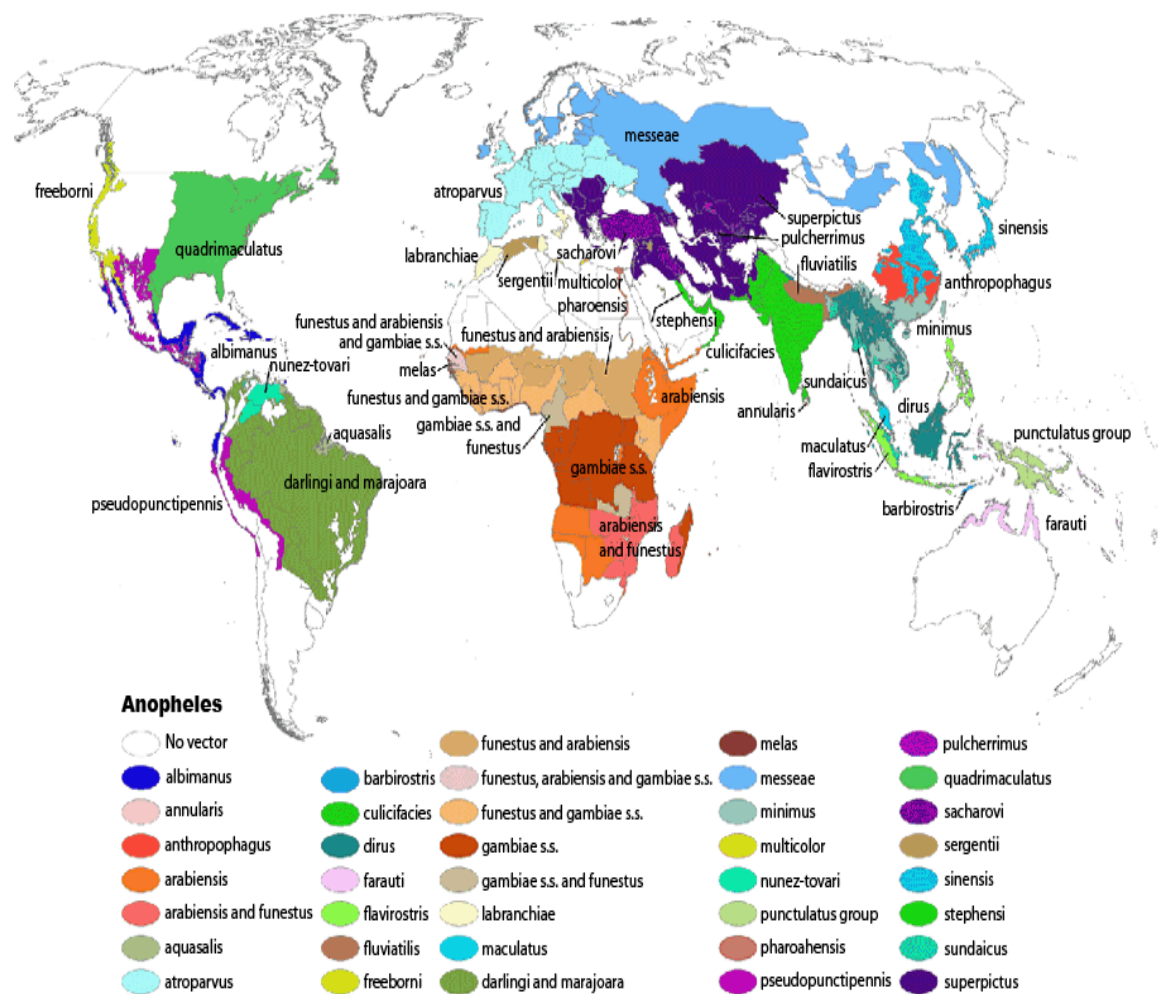 messeae
freeborni
atroparvus
superpictus
sinensis
quadrimaculatus
pulcherrimus
labranchiae
sacharovi
fluviatilis
sergentii
multicolor
anthropophagus
pharoensis
stephensi
minimus
funestus and arabiensis
and gambiae s.s.
funestus and arabiensis
albimanus
culicifacies
nunez-tovari
melas
sundaicus
arabiensis
funestus and gambiae s.s.
annularis
dirus
gambiae s.s. and
funestus
aquasalis
punctulatus group
maculatus
flavirostris
gambiae s.s.
darlingi and marajoara
pseudopunctipennis
barbirostris
farauti
arabiensis
and funestus
Anopheles
No vector
albimanus
annularis
anthropophagus
arabiensis
arabiensis and funestus
aquasalis
atroparvus
barbirostris
culicifacies
dirus
farauti
flavirostris
fluviatilis
freeborni
funestus and arabiensis
funestus, arabiensis and gambiae s.s.
funestus and gambiae s.s.
gambiae s.s.
gambiae s.s. and funestus
labranchiae
maculatus
darlingi and marajoara
melas
messeae
minimus
multicolor
nunez-tovari
punctulatus group
pharoahensis
pseudopunctipennis
pulcherrimus
quadrimaculatus
sacharovi
sergentii
sinensis
stephensi
sundaicus
superpictus